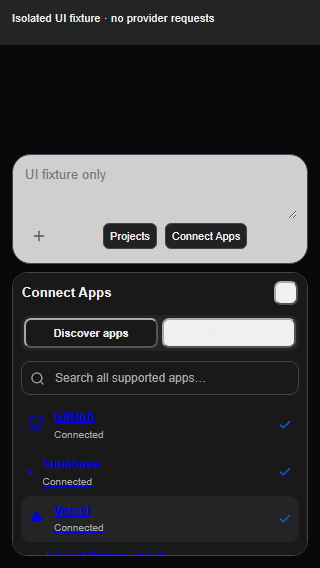 Isolated UI fixture · no provider requests
UI fixture only
Projects
Connect Apps
Connect Apps
Discover apps
Search all supported apps…
GitHub
Connected
Supabase
Connected
Vercel
Connected